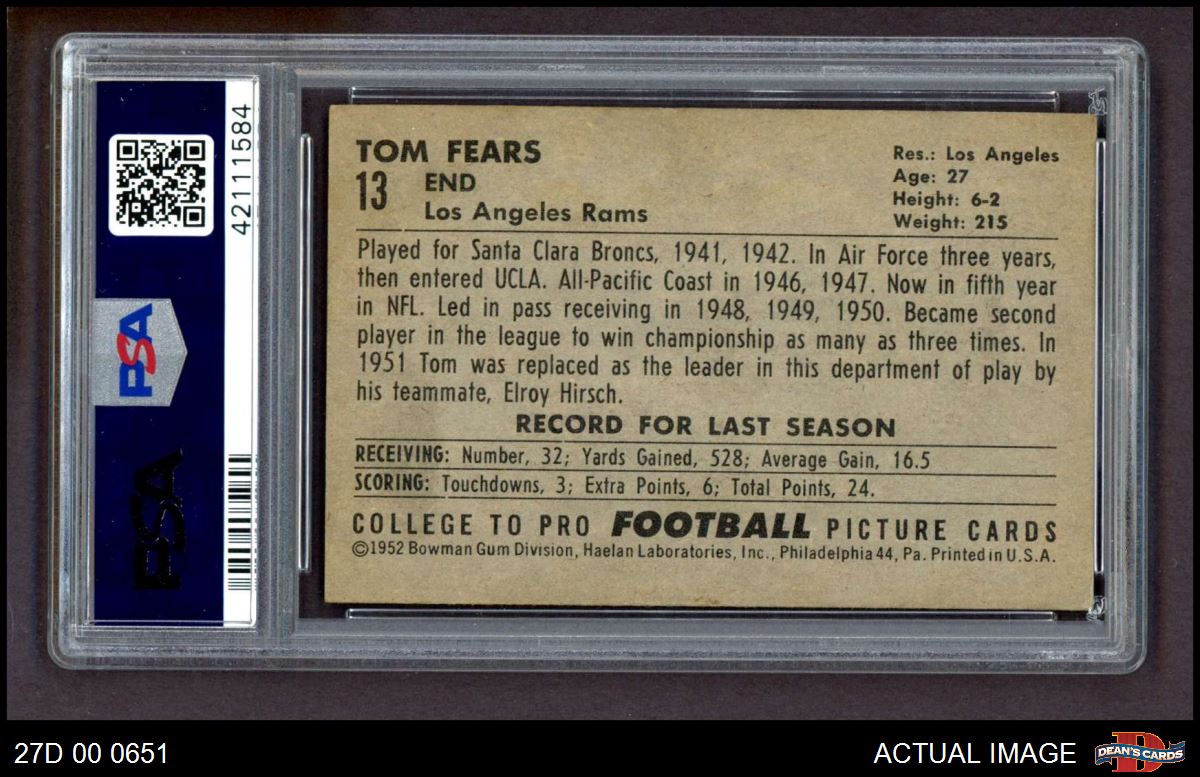 42111584
PSA
PSA
TOM FEARS
13
END
Los Angeles Rams
Res.: Los Angeles
Age: 27
Height: 6-2
Weight: 215
Played for Santa Clara Broncs, 1941, 1942. In Air Force three years,
then entered UCLA. All-Pacific Coast in 1946, 1947. Now in fifth year
in NFL. Led in pass receiving in 1948, 1949, 1950. Became second
player in the league to win championship as many as three times. In
1951 Tom was replaced as the leader in this department of play by
his teammate, Elroy Hirsch.
RECORD FOR LAST SEASON
RECEIVING: Number, 32; Yards Gained, 528; Average Gain, 16.5
SCORING: Touchdowns, 3; Extra Points, 6; Total Points, 24.
COLLEGE TO PRO FOOTBALL PICTURE CARDS
©1952 Bowman Gum Division, Haelan Laboratories, Inc., Philadelphia 44, Pa. Printed in U.S.A.
27D 00 0651
ACTUAL IMAGE
D
DEAN'S CARDS